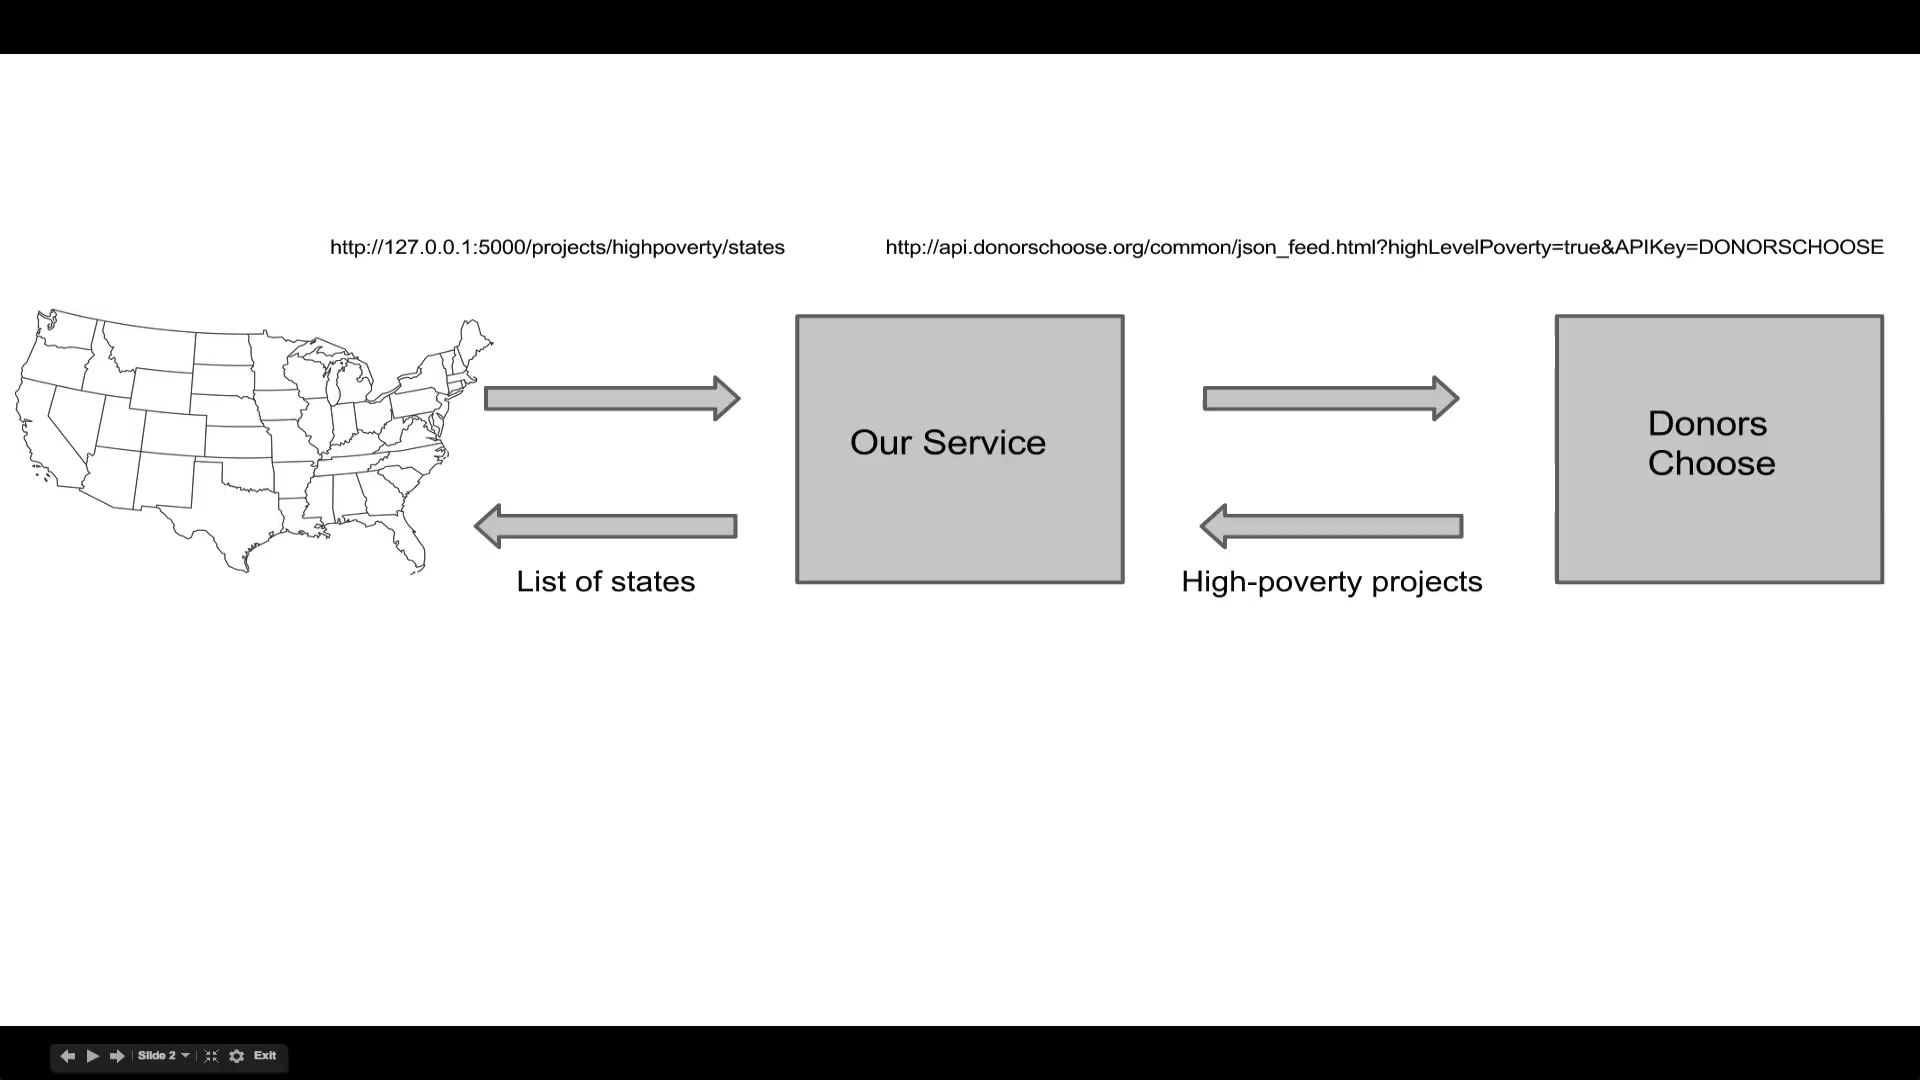 http://127.0.0.1:5000/projects/highpoverty/states
http://api.donorschoose.org/common/json_feed.html?highLevelPoverty=true&APIKey=DONORSCHOOSE
Our Service
Donors
Choose
List of states
High-poverty projects
Slide 2
Exit